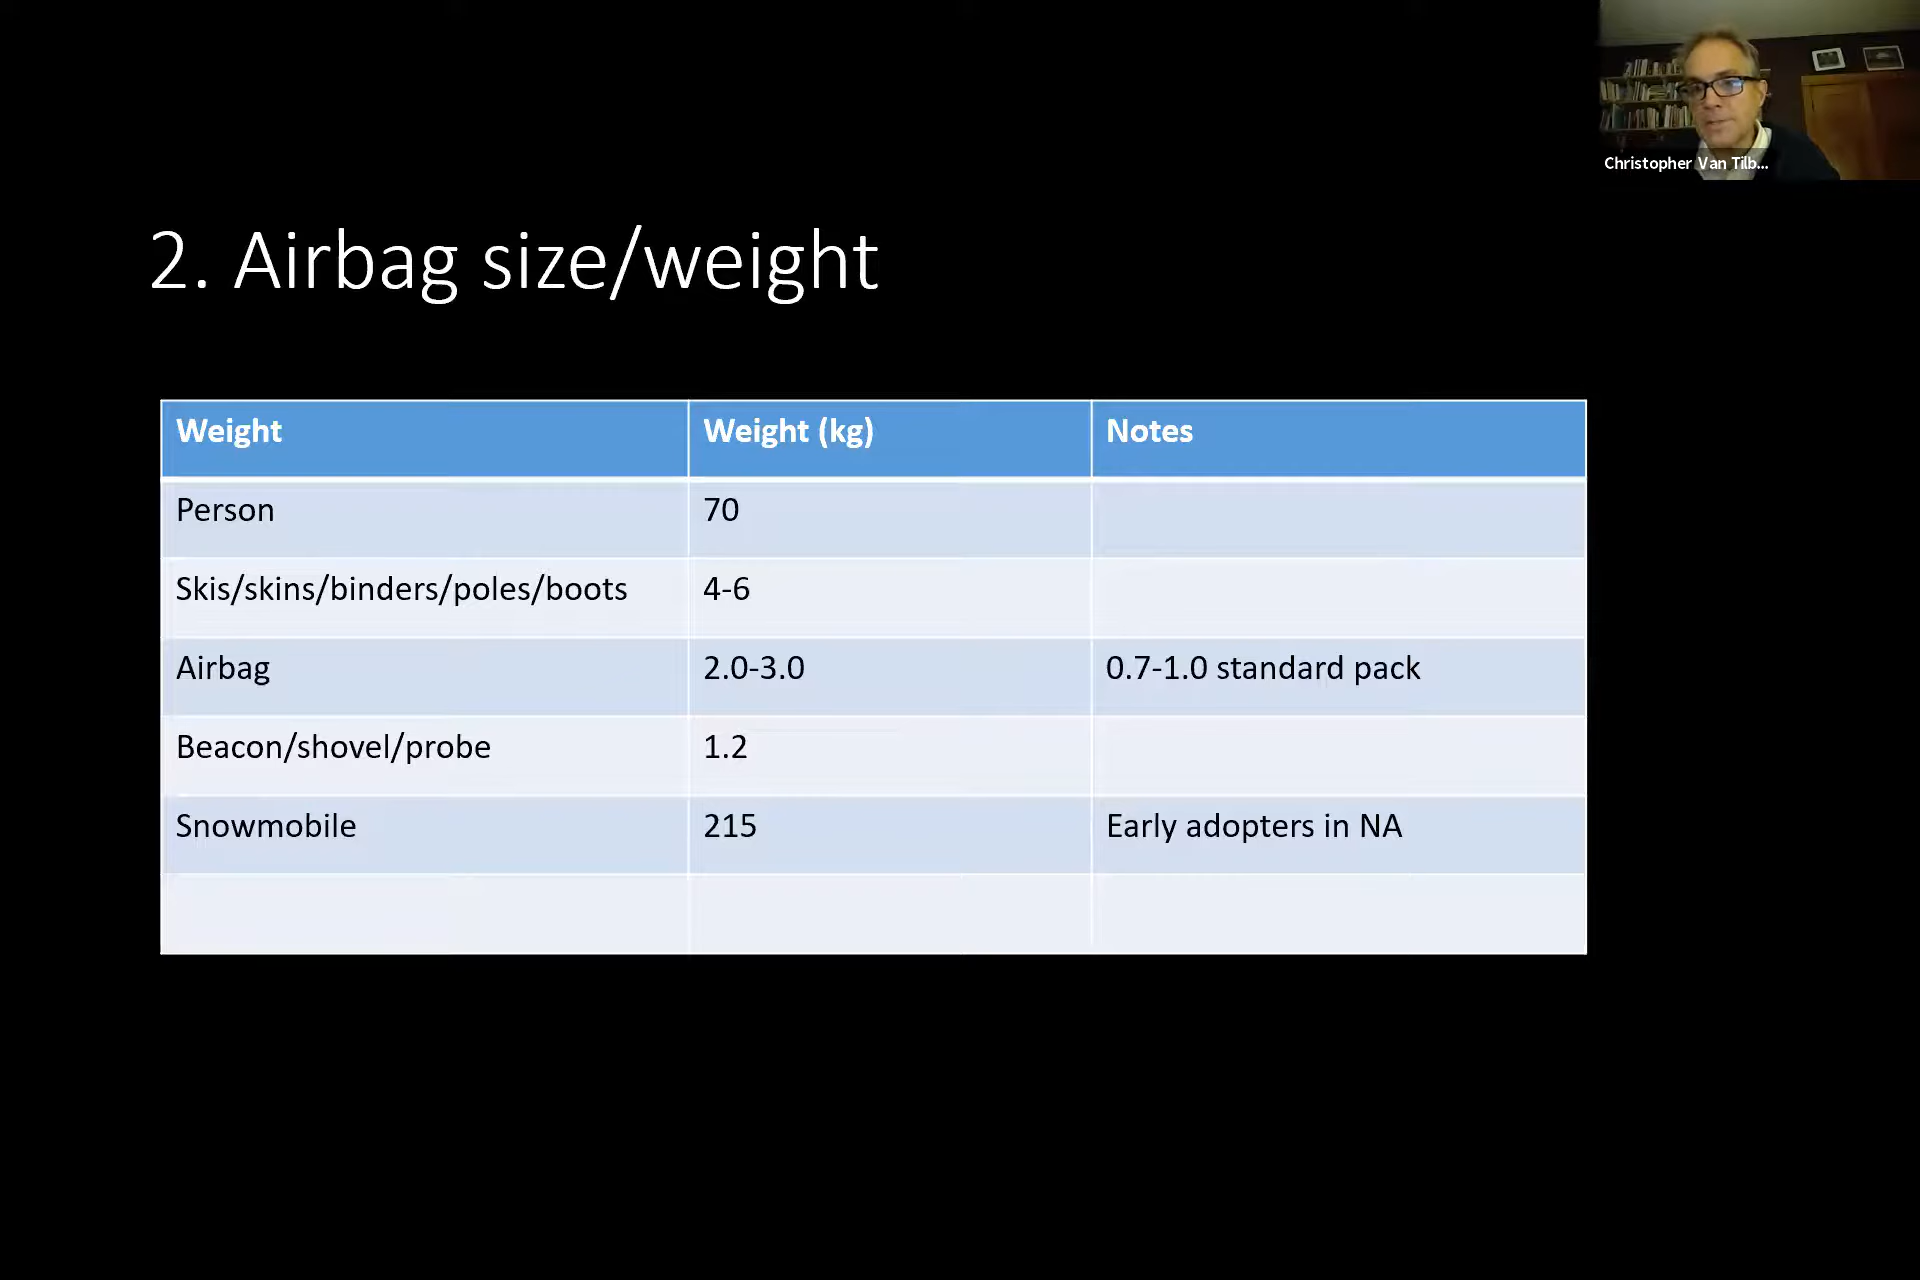 Christopher Van Tilb...
2. Airbag size/weight
Weight Weight (kg) Notes
Person 70
Skis/skins/binders/poles/boots 4-6
Airbag 2.0-3.0 0.7-1.0 standard pack
Beacon/shovel/probe 1.2
Snowmobile 215 Early adopters in NA